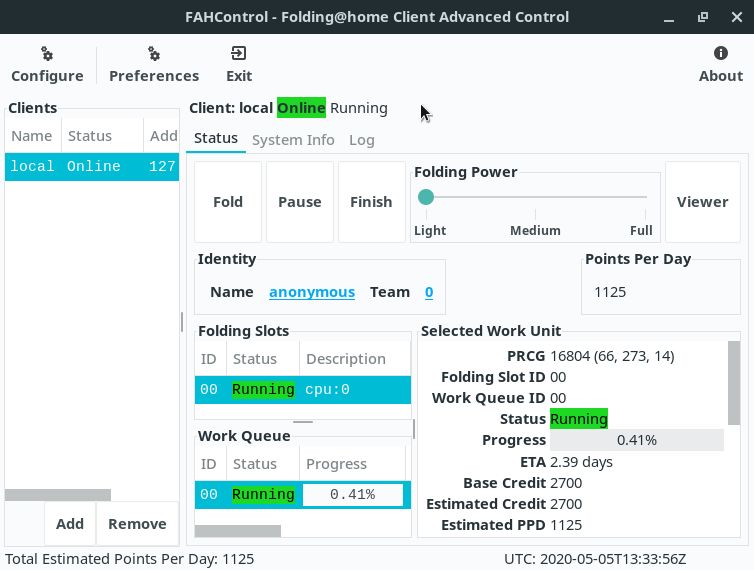 FAHControl - Folding@home Client Advanced Control
Configure Preferences Exit About
Clients
Name Status Add
local Online 127
Add Remove
Client: local Online Running
Status System Info Log
Fold Pause Finish
Folding Power
Light Medium Full
Viewer
Identity
Name anonymous Team 0
Points Per Day
1125
Folding Slots
ID Status Description
00 Running cpu:0
Work Queue
ID Status Progress
00 Running 0.41%
Selected Work Unit
PRCG 16804 (66, 273, 14)
Folding Slot ID 00
Work Queue ID 00
Status Running
Progress 0.41%
ETA 2.39 days
Base Credit 2700
Estimated Credit 2700
Estimated PPD 1125
Total Estimated Points Per Day: 1125 UTC: 2020-05-05T13:33:56Z